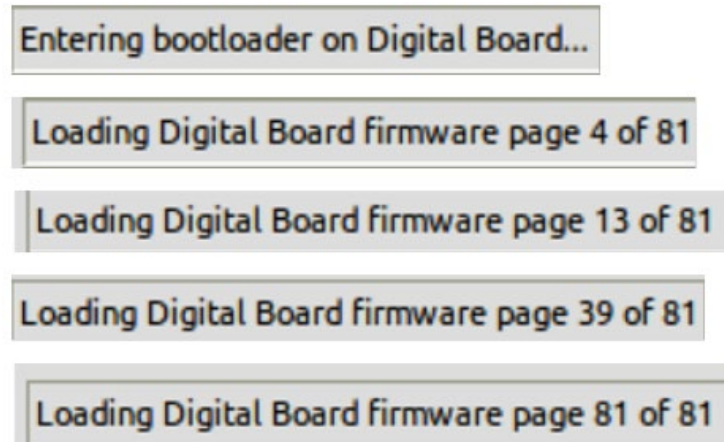 Entering bootloader on Digital Board...
Loading Digital Board firmware page 4 of 81
Loading Digital Board firmware page 13 of 81
Loading Digital Board firmware page 39 of 81
Loading Digital Board firmware page 81 of 81